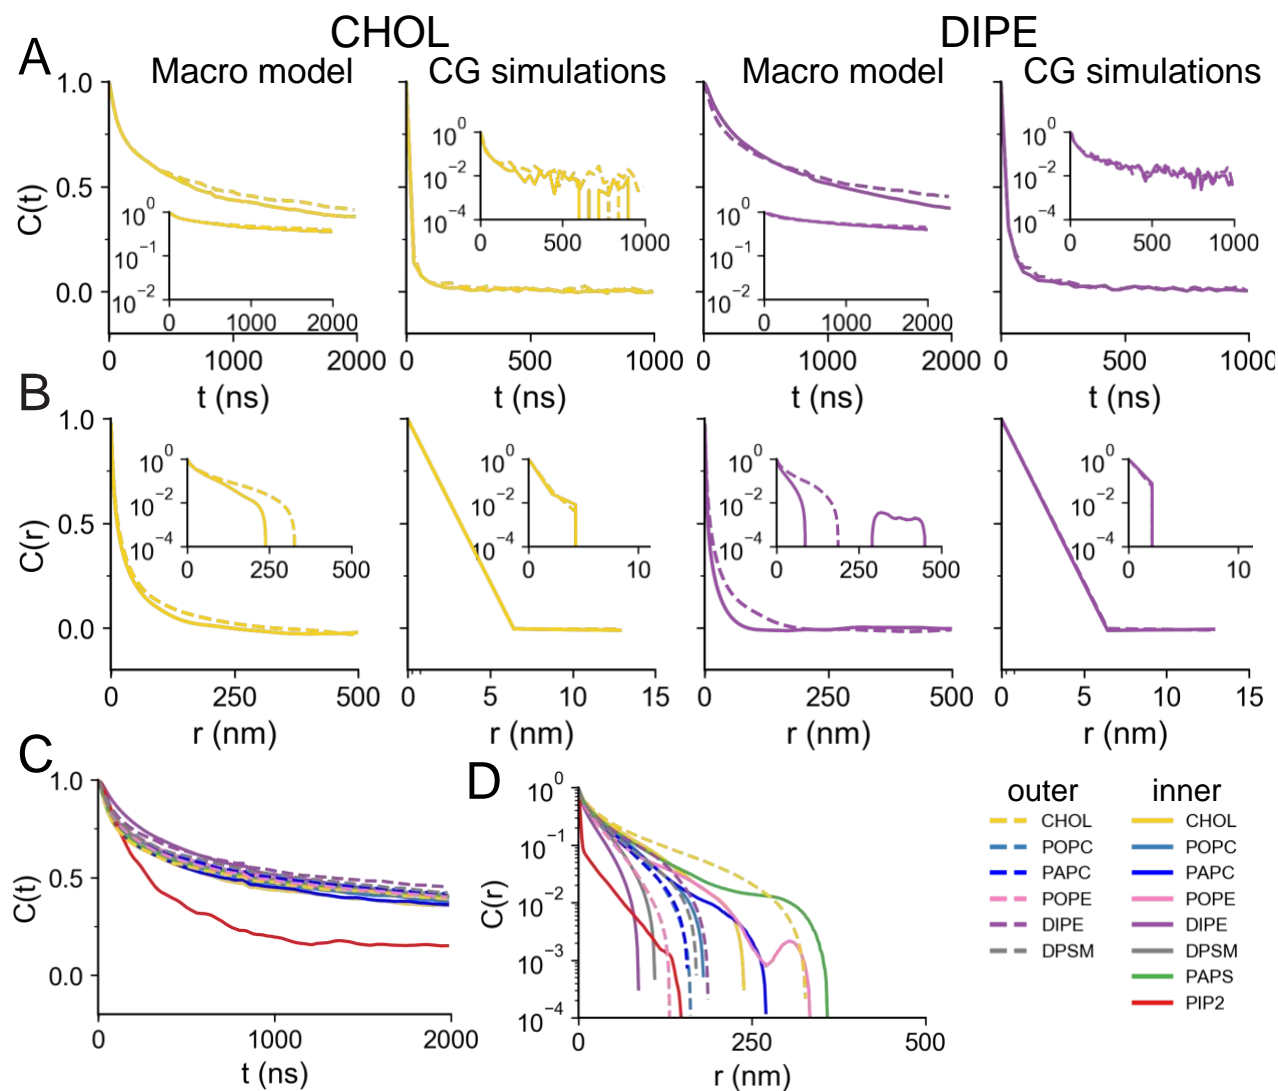 CHOL DIPE
A Macro model CG simulations Macro model CG simulations
1.0
0.5
0.0
C(t)
10^0
10^−1
10^−2
0 1000 2000
10^0
10^−2
10^−4
0 500 1000
10^0
10^−1
10^−2
0 1000 2000
10^0
10^−2
10^−4
0 500 1000
0 1000 2000 0 500 1000 0 1000 2000 0 500 1000
t (ns) t (ns) t (ns) t (ns)
B
1.0
0.5
0.0
C(r)
10^0
10^−2
10^−4
0 250 500
10^0
10^−2
10^−4
0 10
10^0
10^−2
10^−4
0 250 500
10^0
10^−2
10^−4
0 10
0 250 500 0 5 10 15 0 250 500 0 5 10 15
r (nm) r (nm) r (nm) r (nm)
C
1.0
0.5
0.0
C(t)
0 1000 2000
t (ns)
D
10^0
10^−1
10^−2
10^−3
10^−4
C(r)
0 250 500
r (nm)
outer
CHOL
POPC
PAPC
POPE
DIPE
DPSM
inner
CHOL
POPC
PAPC
POPE
DIPE
DPSM
PAPS
PIP2